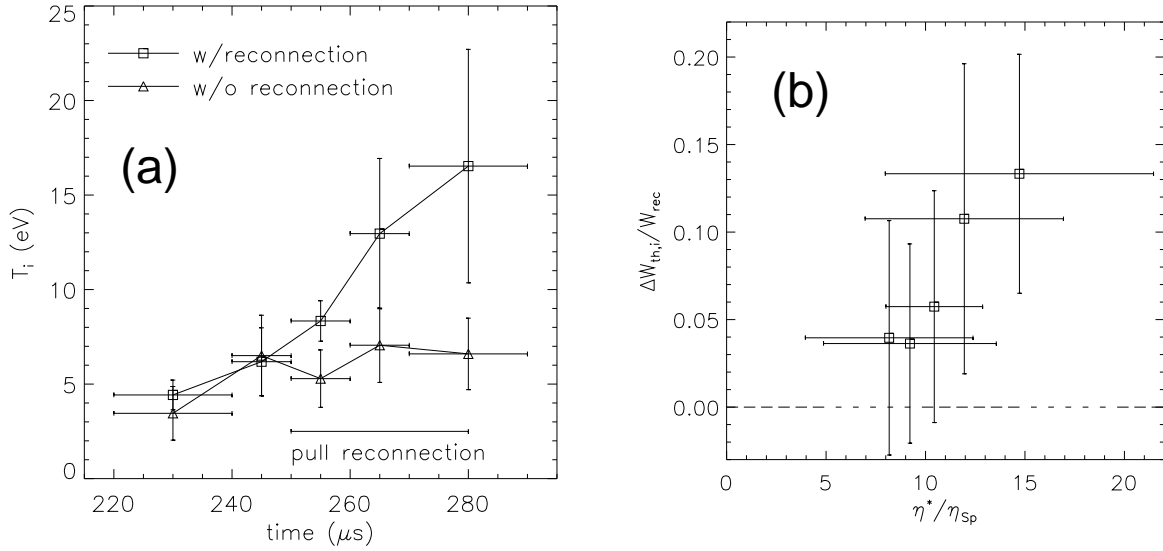 w/reconnection
w/o reconnection
(a)
T_i (eV)
25
20
15
10
5
0
pull reconnection
220 240 260 280
time (μs)
(b)
ΔW_th,i/W_rec
0.20
0.15
0.10
0.05
0.00
0 5 10 15 20
η*/η_Sp